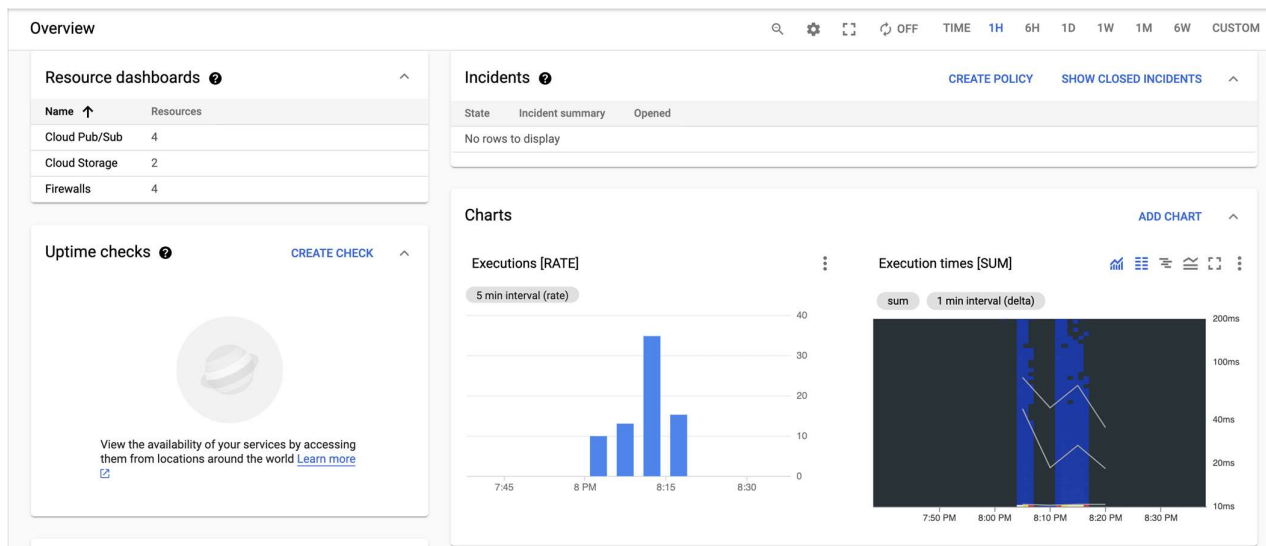 Overview
OFF TIME 1H 6H 1D 1W 1M 6W CUSTOM
Resource dashboards
Name Resources
Cloud Pub/Sub 4
Cloud Storage 2
Firewalls 4
Uptime checks CREATE CHECK
View the availability of your services by accessing
them from locations around the world Learn more
Incidents CREATE POLICY SHOW CLOSED INCIDENTS
State Incident summary Opened
No rows to display
Charts ADD CHART
Executions [RATE]
5 min interval (rate)
40
30
20
10
0
7:45 8 PM 8:15 8:30
Execution times [SUM]
sum 1 min interval (delta)
200ms
100ms
40ms
20ms
10ms
7:50 PM 8:00 PM 8:10 PM 8:20 PM 8:30 PM